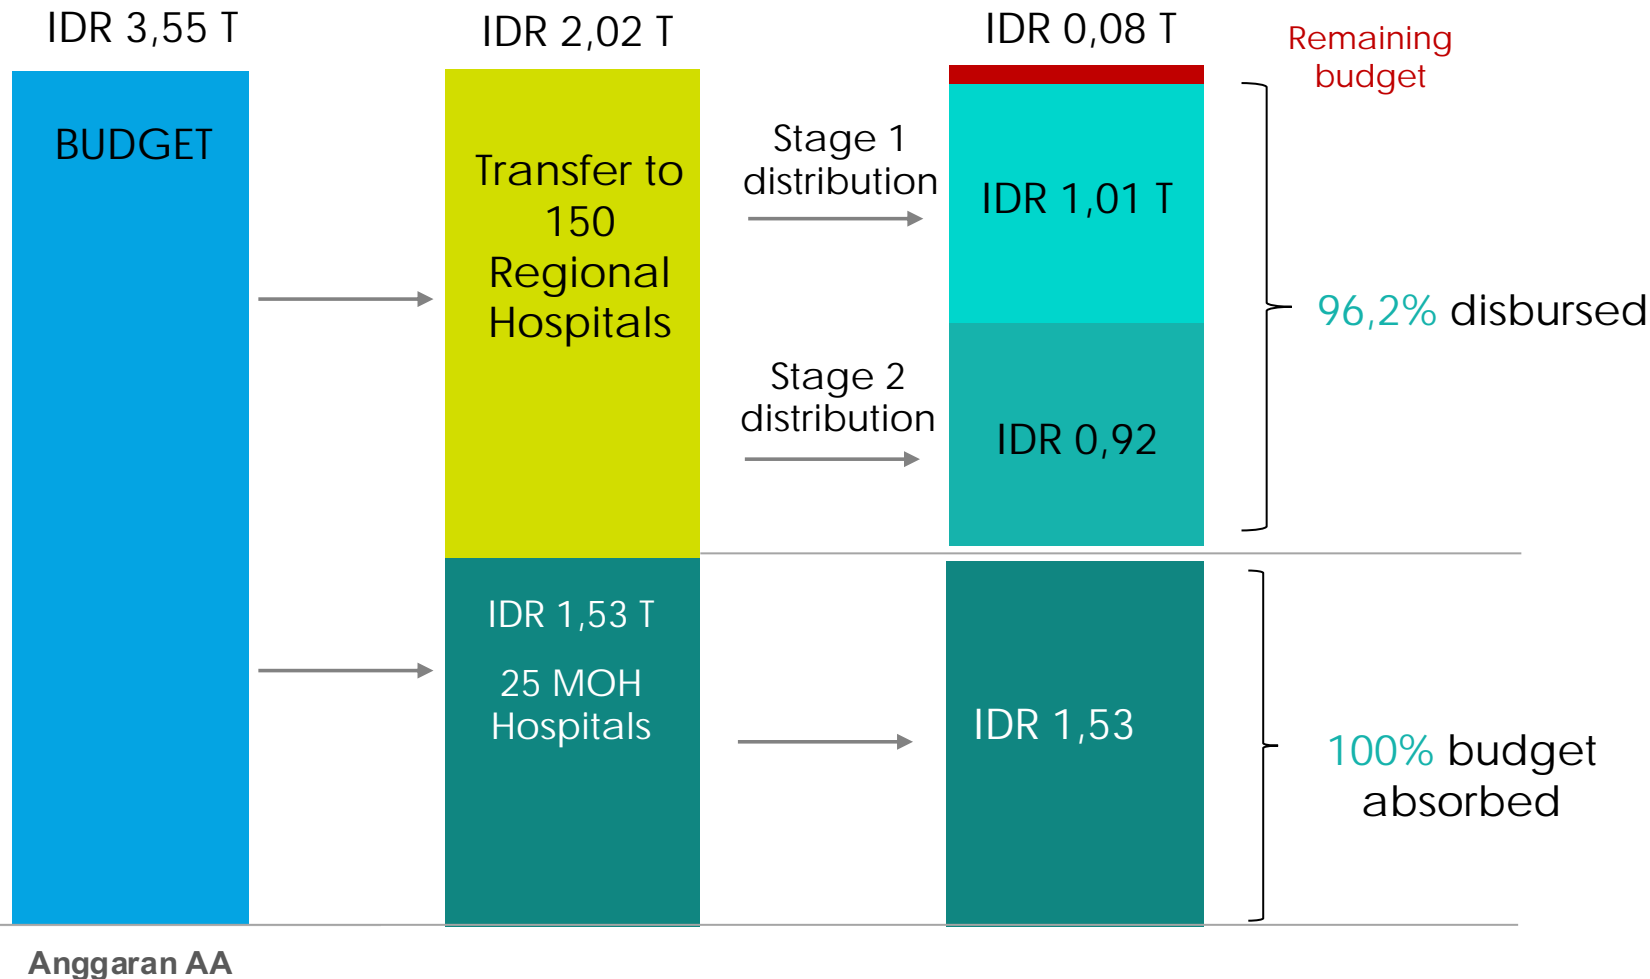 IDR 3,55 T
BUDGET
IDR 2,02 T
Transfer to
150
Regional
Hospitals
IDR 1,53 T
25 MOH
Hospitals
Stage 1
distribution
Stage 2
distribution
IDR 0,08 T
Remaining
budget
IDR 1,01 T
IDR 0,92
96,2% disbursed
IDR 1,53
100% budget
absorbed
Anggaran AA